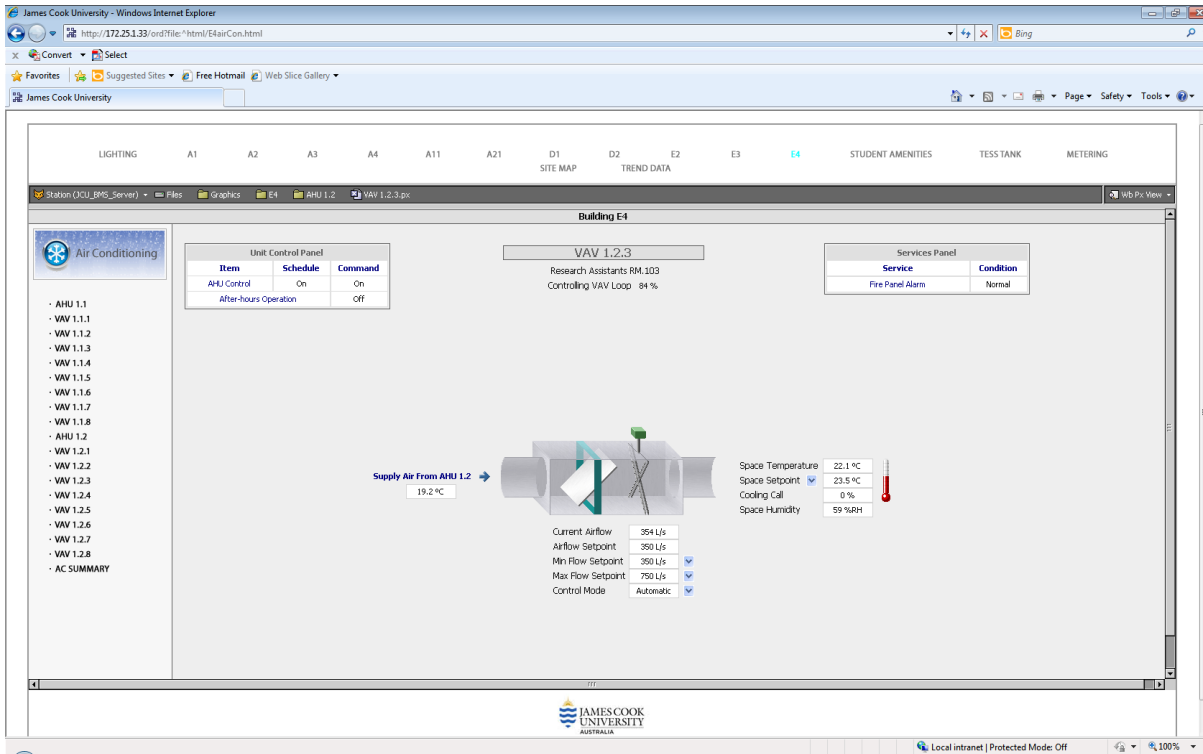 James Cook University - Windows Internet Explorer
http://172.25.1.33/ord?file:^html/E4airCon.html
Bing
x Convert Select
Favorites Suggested Sites Free Hotmail Web Slice Gallery
James Cook University
Page Safety Tools
LIGHTING A1 A2 A3 A4 A11 A21 D1 D2 E2 E3 E4 STUDENT AMENITIES TESS TANK METERING
SITE MAP TREND DATA
Station (JCU_BMS_Server) Files Graphics E4 AHU 1.2 VAV 1.2.3.px Wb Px View
Building E4
Air Conditioning
· AHU 1.1
· VAV 1.1.1
· VAV 1.1.2
· VAV 1.1.3
· VAV 1.1.4
· VAV 1.1.5
· VAV 1.1.6
· VAV 1.1.7
· VAV 1.1.8
· AHU 1.2
· VAV 1.2.1
· VAV 1.2.2
· VAV 1.2.3
· VAV 1.2.4
· VAV 1.2.5
· VAV 1.2.6
· VAV 1.2.7
· VAV 1.2.8
· AC SUMMARY
Unit Control Panel
Item Schedule Command
AHU Control On On
After-hours Operation Off
VAV 1.2.3
Research Assistants RM.103
Controlling VAV Loop 84 %
Services Panel
Service Condition
Fire Panel Alarm Normal
Supply Air From AHU 1.2
19.2 ºC
Space Temperature 22.1 ºC
Space Setpoint 23.5 ºC
Cooling Call 0 %
Space Humidity 59 %RH
Current Airflow 354 L/s
Airflow Setpoint 350 L/s
Min Flow Setpoint 350 L/s
Max Flow Setpoint 750 L/s
Control Mode Automatic
JAMES COOK
UNIVERSITY
AUSTRALIA
Local intranet | Protected Mode: Off 100%